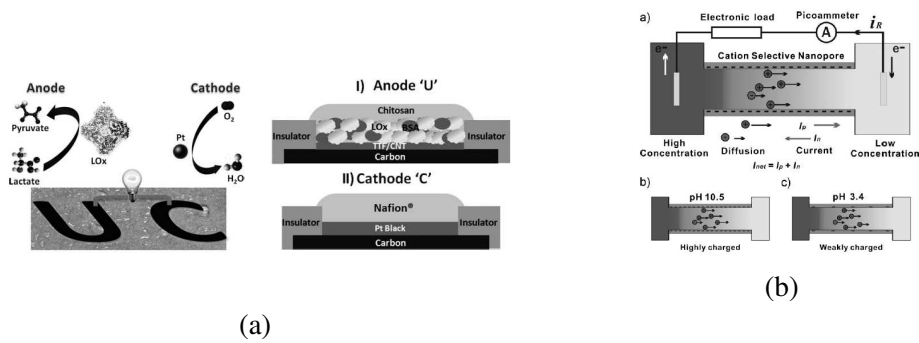 Anode
Pyruvate
Lactate
LOx
Cathode
O2
Pt
H2O
UC
I) Anode ‘U’
Chitosan
Insulator
LOx
BSA
Insulator
TTF/CNT
Carbon
II) Cathode ‘C’
Nafion®
Insulator
Pt Black
Insulator
Carbon
(a)
a)
Electronic load
Picoammeter
A
iR
e-
Cation Selective Nanopore
e-
High Concentration
Diffusion
Ip
In
Current
Low Concentration
Inet = Ip + In
b)
pH 10.5
Highly charged
c)
pH 3.4
Weakly charged
(b)